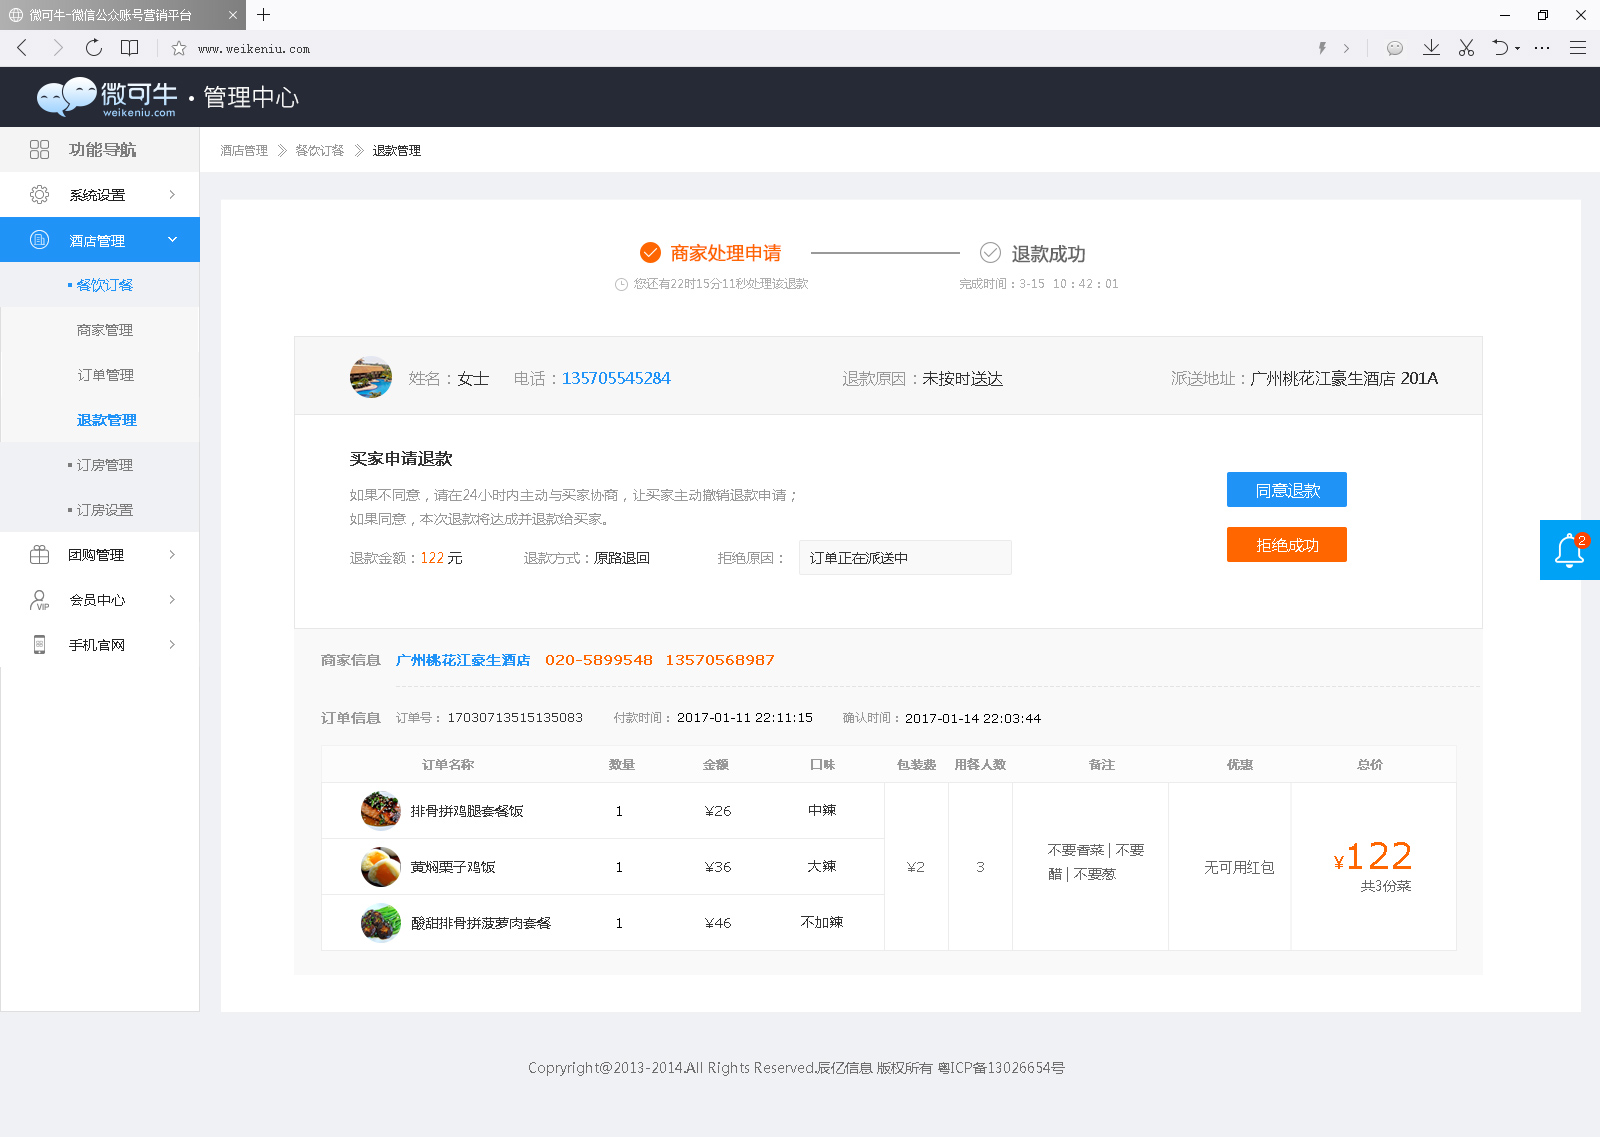 微可牛-微信公众账号营销平台
www.weikeniu.com
微可牛 weikeniu.com · 管理中心
功能导航
酒店管理 餐饮订餐 退款管理
系统设置
酒店管理
餐饮订餐
商家管理
订单管理
退款管理
订房管理
订房设置
团购管理
会员中心
VIP
手机官网
商家处理申请 退款成功
您还有22时15分11秒处理该退款 完成时间：3-15 10：42：01
姓名：女士 电话：135705545284 退款原因：未按时送达 派送地址：广州桃花江豪生酒店 201A
买家申请退款
如果不同意，请在24小时内主动与买家协商，让买家主动撤销退款申请；
如果同意，本次退款将达成并退款给买家。
退款金额：122 元 退款方式：原路退回 拒绝原因： 订单正在派送中
同意退款
拒绝成功
2
商家信息 广州桃花江豪生酒店 020-5899548 13570568987
订单信息 订单号： 17030713515135083 付款时间： 2017-01-11 22:11:15 确认时间： 2017-01-14 22:03:44
订单名称 数量 金额 口味 包装费 用餐人数 备注 优惠 总价
排骨拼鸡腿套餐饭 1 ¥26 中辣
黄焖栗子鸡饭 1 ¥36 大辣
酸甜排骨拼菠萝肉套餐 1 ¥46 不加辣
¥2
3
不要香菜 | 不要
醋 | 不要葱
无可用红包
¥122
共3份菜
Copryright@2013-2014.All Rights Reserved.辰亿信息 版权所有 粤ICP备13026654号